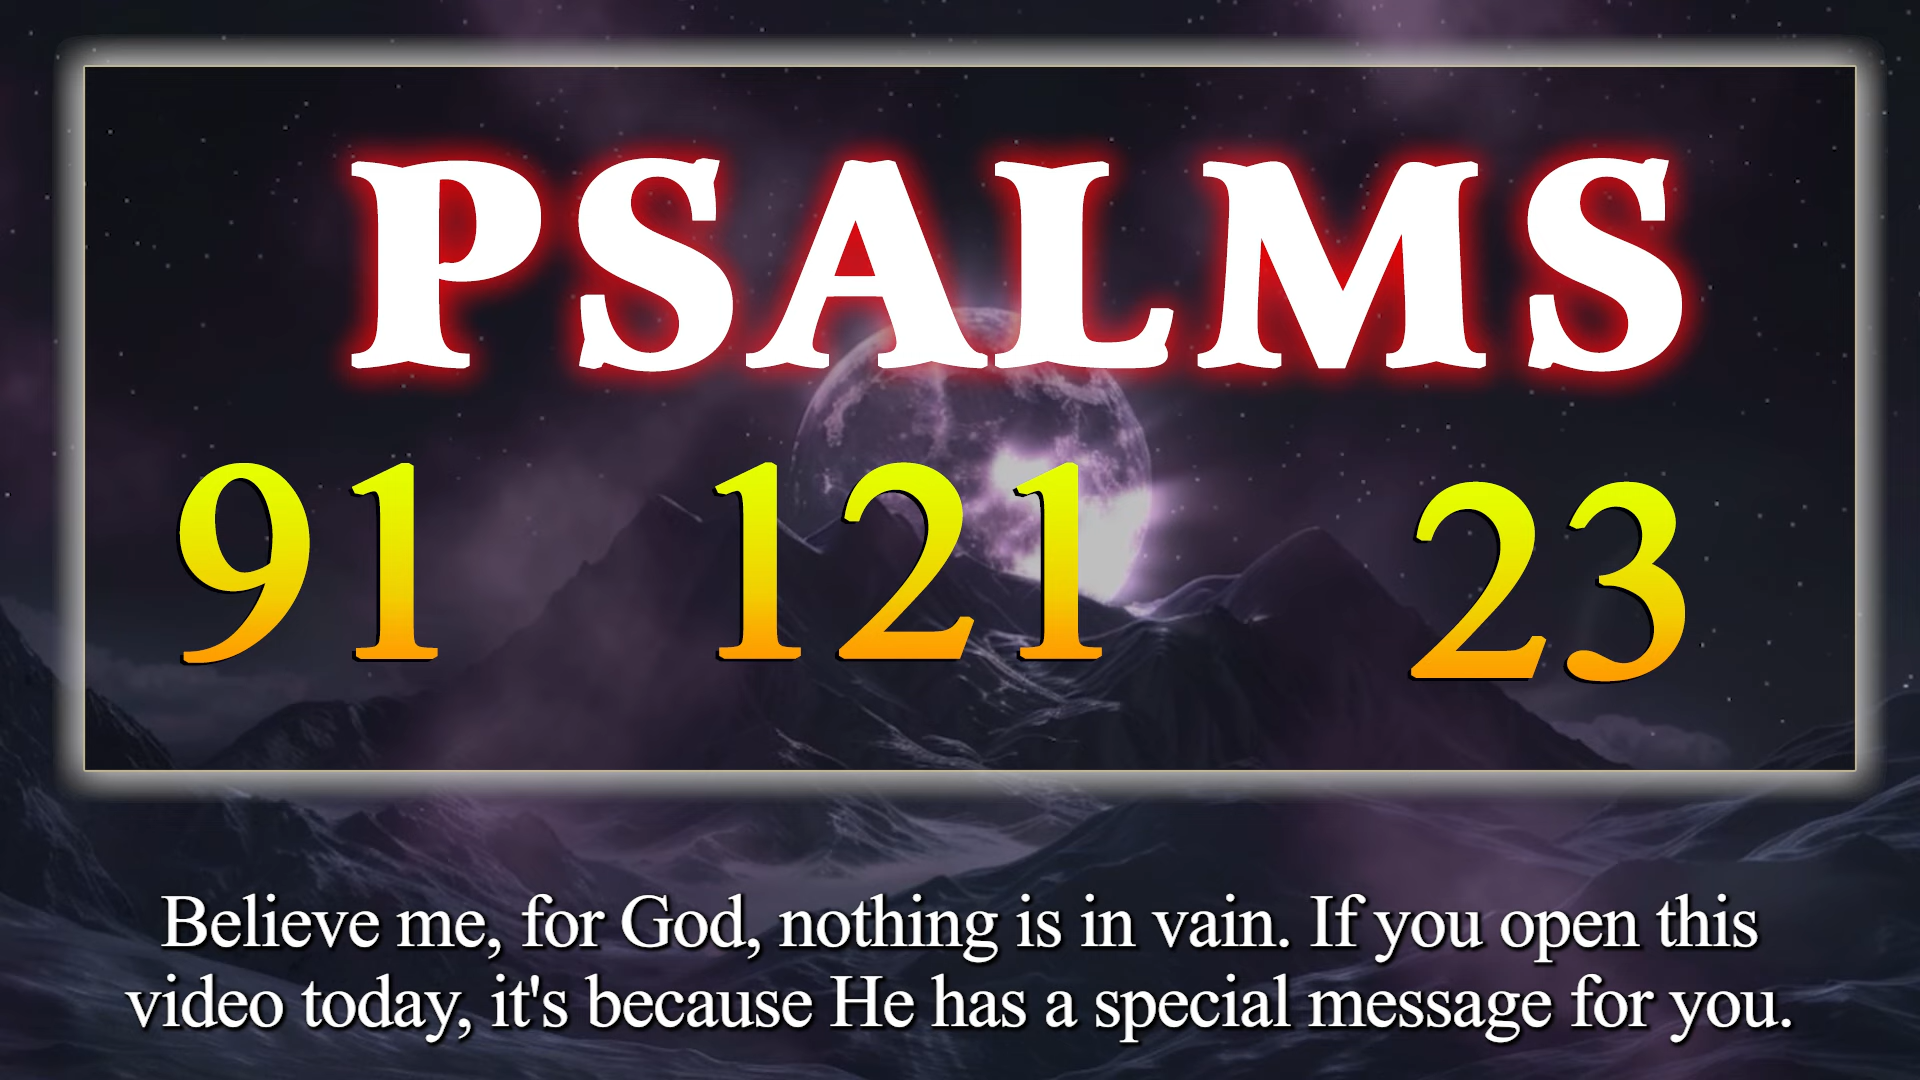 PSALMS
91 121 23
Believe me, for God, nothing is in vain. If you open this
video today, it's because He has a special message for you.